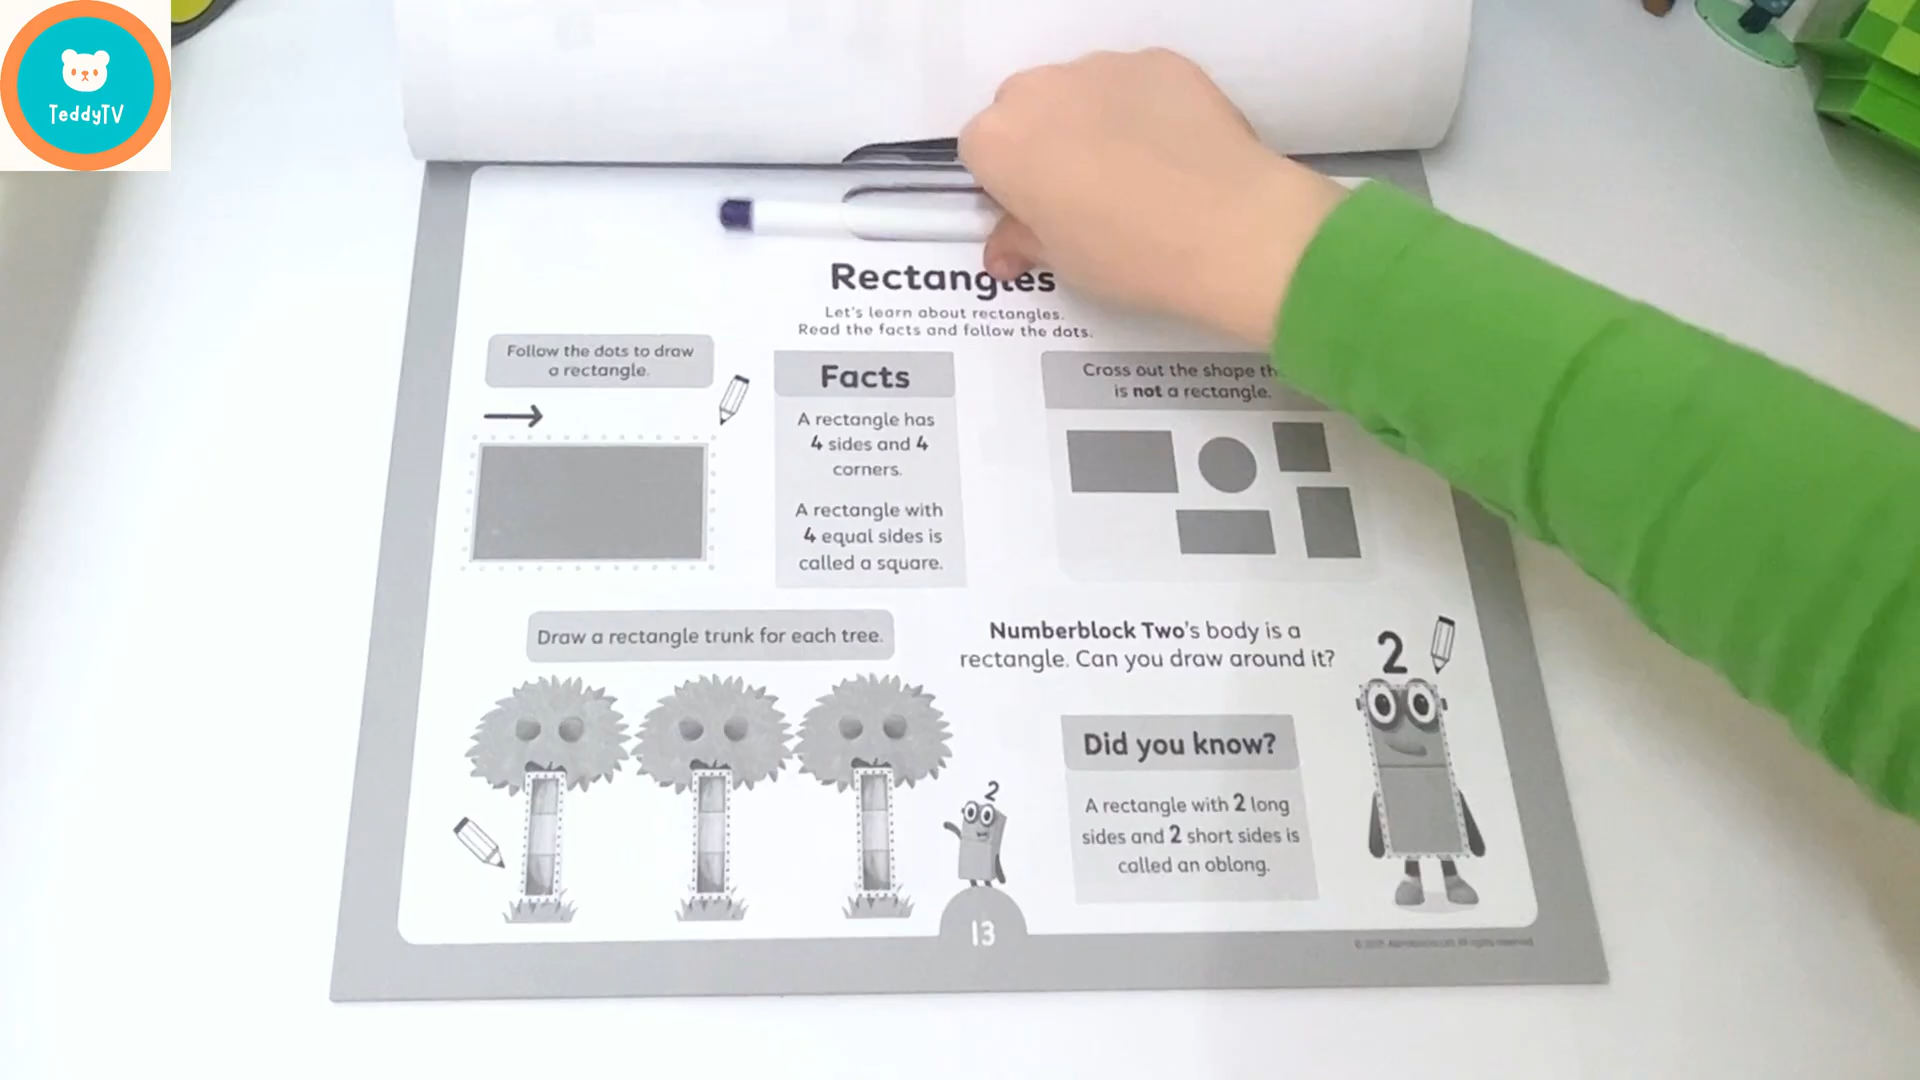 TeddyTV
Rectangles
Let's learn about rectangles.
Read the facts and follow the dots.
Follow the dots to draw
a rectangle.
Facts
A rectangle has
4 sides and 4
corners.
A rectangle with
4 equal sides is
called a square.
Cross out the shape th
is not a rectangle.
Draw a rectangle trunk for each tree.
Numberblock Two's body is a
rectangle. Can you draw around it?
2
Did you know?
A rectangle with 2 long
sides and 2 short sides is
called an oblong.
2
13